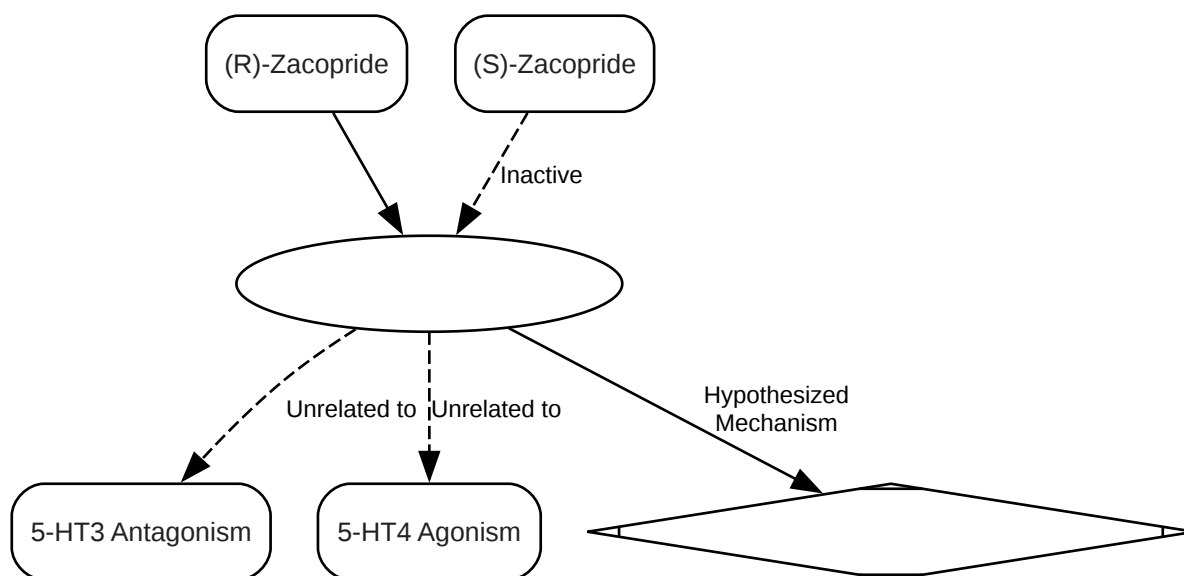 (R)-Zacopride
(S)-Zacopride
Inactive
Unrelated to
Unrelated to
Hypothesized
Mechanism
5-HT3 Antagonism
5-HT4 Agonism